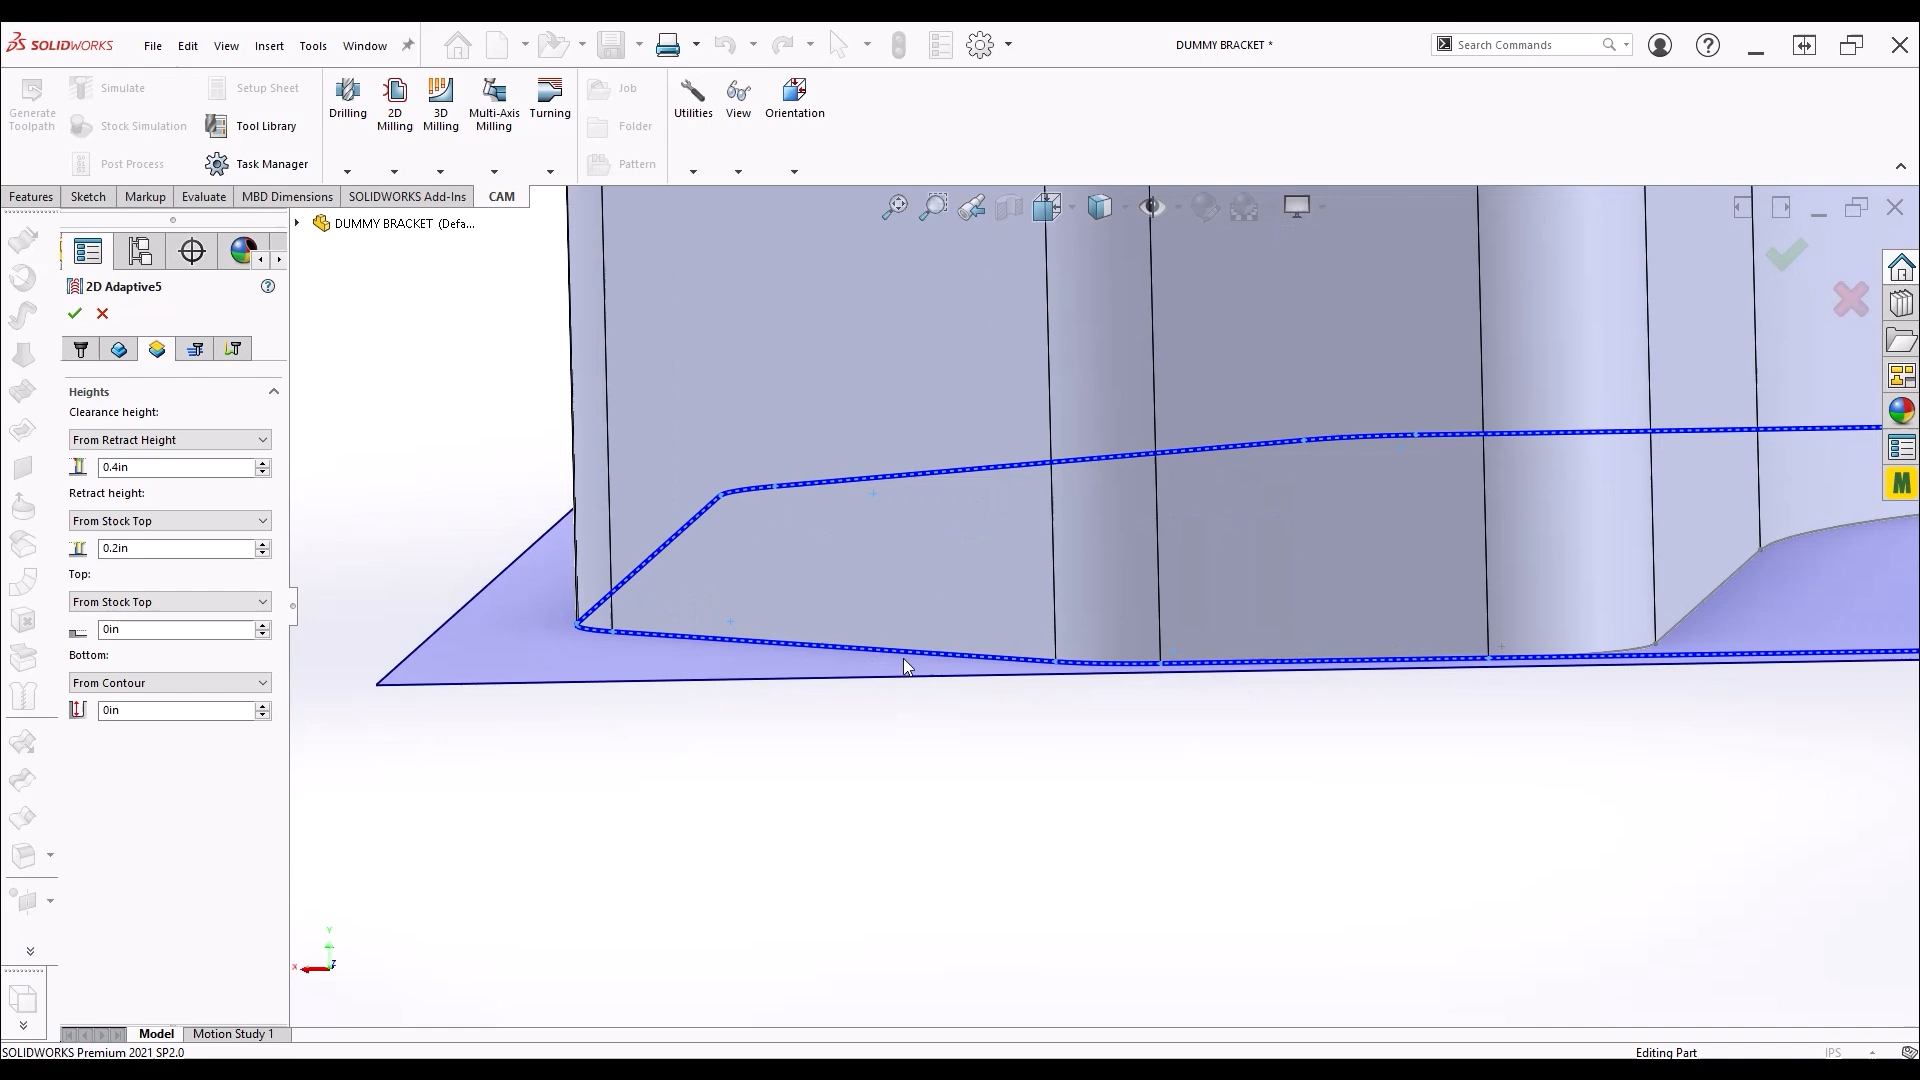 SOLIDWORKS
File Edit View Insert Tools Window
DUMMY BRACKET *
Search Commands
Generate Toolpath
Simulate
Stock Simulation
Post Process
Setup Sheet
Tool Library
Task Manager
Drilling
2D Milling
3D Milling
Multi-Axis Milling
Turning
Job
Folder
Pattern
Utilities
View
Orientation
Features Sketch Markup Evaluate MBD Dimensions SOLIDWORKS Add-Ins CAM
DUMMY BRACKET (Defa...
2D Adaptive5
Heights
Clearance height:
From Retract Height
0.4in
Retract height:
From Stock Top
0.2in
Top:
From Stock Top
0in
Bottom:
From Contour
0in
M
Y
X
Z
Model Motion Study 1
SOLIDWORKS Premium 2021 SP2.0
Editing Part
IPS